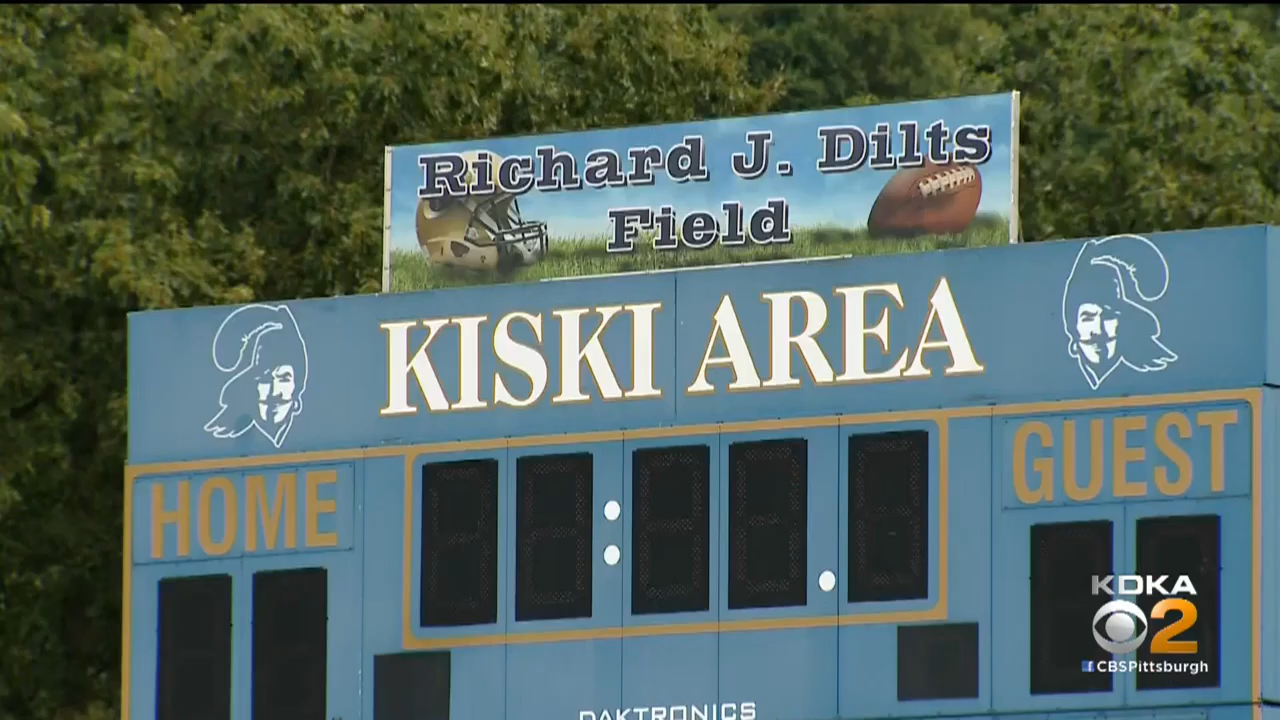 Richard J. Dilts
Field
KISKI AREA
HOME
GUEST
KDKA
2
CBSPittsburgh
DAKTRONICS